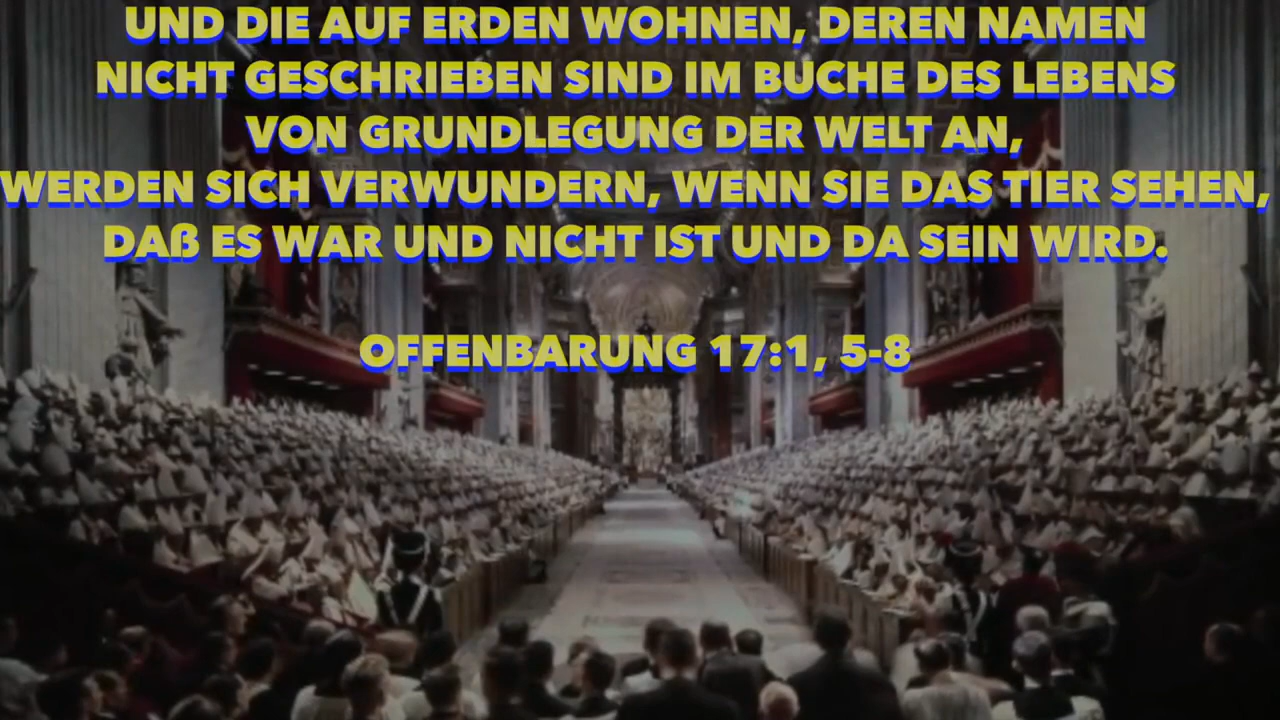 UND DIE AUF ERDEN WOHNEN, DEREN NAMEN
NICHT GESCHRIEBEN SIND IM BUCHE DES LEBENS
VON GRUNDLEGUNG DER WELT AN,
WERDEN SICH VERWUNDERN, WENN SIE DAS TIER SEHEN,
DAß ES WAR UND NICHT IST UND DA SEIN WIRD.
OFFENBARUNG 17:1, 5-8